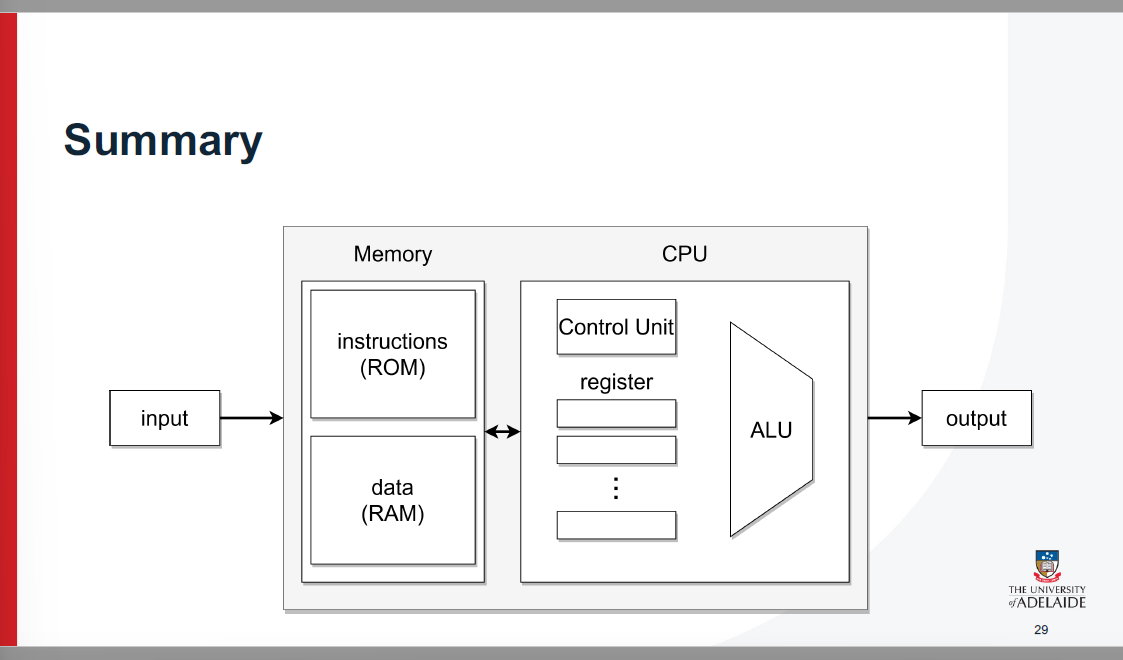 Summary
Memory
CPU
instructions
(ROM)
data
(RAM)
Control Unit
register
ALU
input
output
THE UNIVERSITY
of ADELAIDE
29